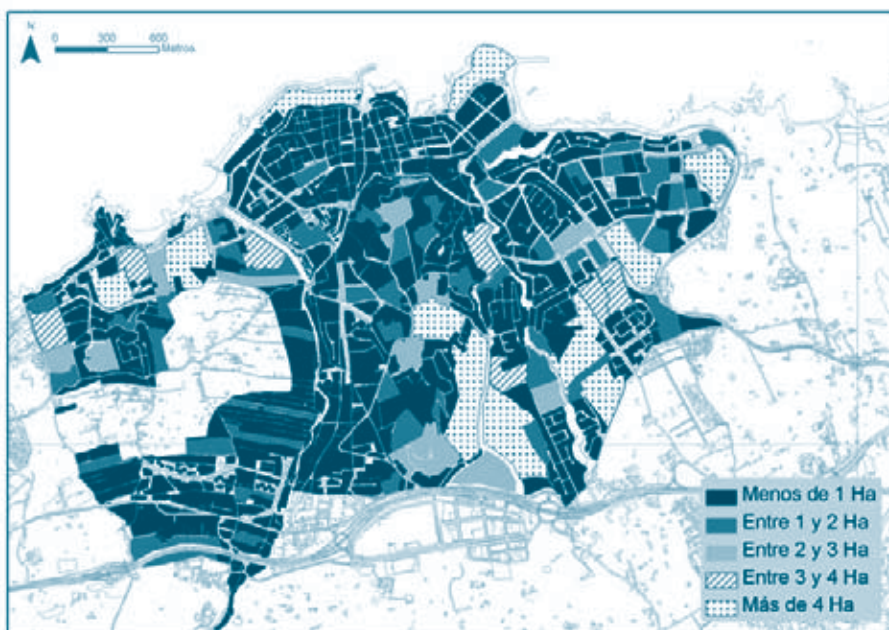 N
0 300 600
Metros
Menos de 1 Ha
Entre 1 y 2 Ha
Entre 2 y 3 Ha
Entre 3 y 4 Ha
Más de 4 Ha